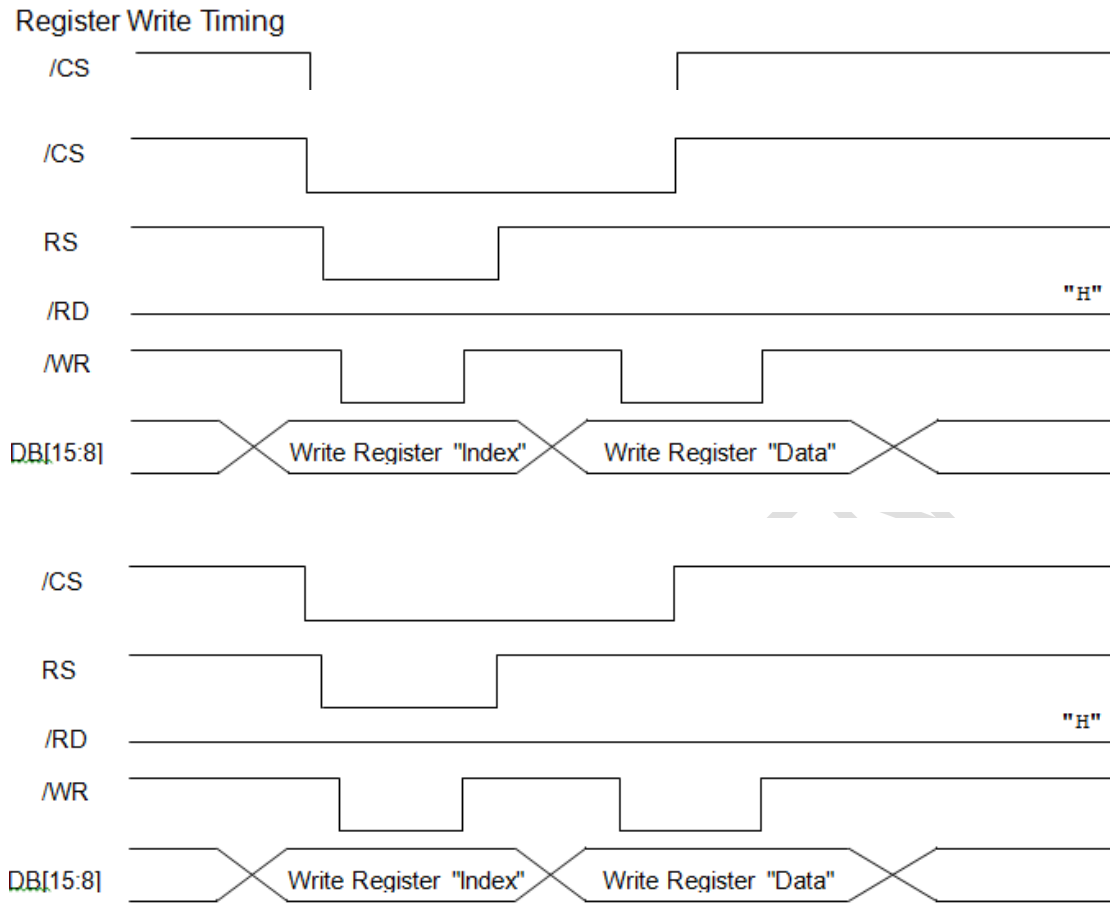 Register Write Timing
/CS
/CS
RS
"H"
/RD
/WR
DB[15:8]
Write Register "Index"
Write Register "Data"
/CS
RS
"H"
/RD
/WR
DB[15:8]
Write Register "Index"
Write Register "Data"